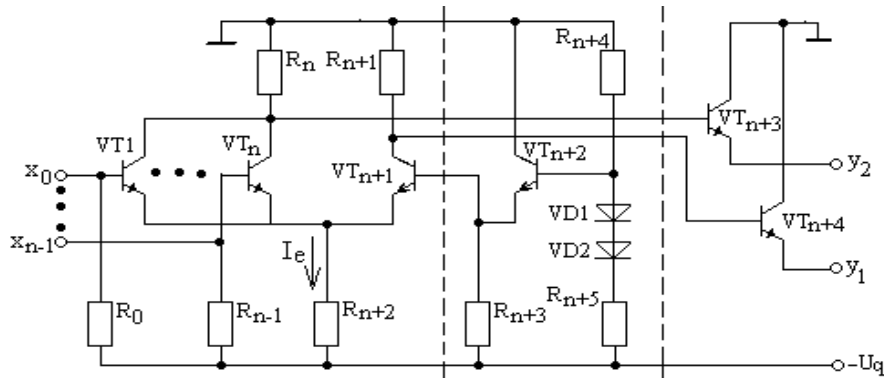 Rn Rn+1 Rn+4
VT1 VTn VTn+1 VTn+2 VTn+3
x0 y2
VD1
xn-1 Ie VD2 VTn+4
y1
R0 Rn-1 Rn+2 Rn+3 Rn+5
-Uq